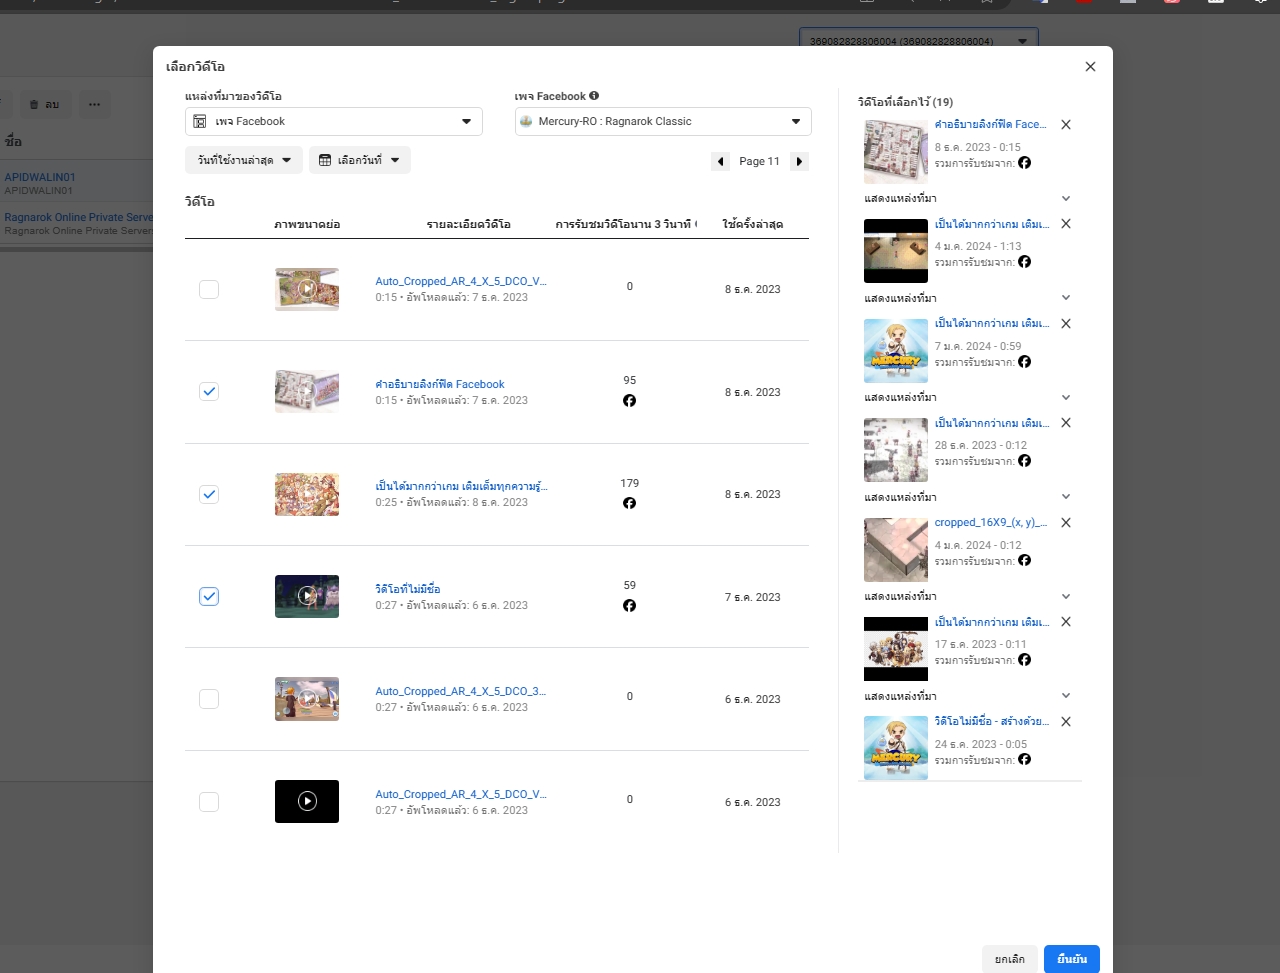 369082828806004 (369082828806004)
ลบ
ชื่อ
APIDWALIN01
APIDWALIN01
Ragnarok Online Private Serve
Ragnarok Online Private Server
เลือกวิดีโอ
แหล่งที่มาของวิดีโอ
เพจ Facebook
เพจ Facebook
Mercury-RO : Ragnarok Classic
วันที่ใช้งานล่าสุด
เลือกวันที่
Page 11
วิดีโอ
ภาพขนาดย่อ รายละเอียดวิดีโอ การรับชมวิดีโอนาน 3 วินาที ใช้ครั้งล่าสุด
Auto_Cropped_AR_4_X_5_DCO_V...
0:15 • อัพโหลดแล้ว: 7 ธ.ค. 2023
0
8 ธ.ค. 2023
คำอธิบายลิงก์ฟีด Facebook
0:15 • อัพโหลดแล้ว: 7 ธ.ค. 2023
95
8 ธ.ค. 2023
เป็นได้มากกว่าเกม เติมเต็มทุกความรู้...
0:25 • อัพโหลดแล้ว: 8 ธ.ค. 2023
179
8 ธ.ค. 2023
วิดีโอที่ไม่มีชื่อ
0:27 • อัพโหลดแล้ว: 6 ธ.ค. 2023
59
7 ธ.ค. 2023
Auto_Cropped_AR_4_X_5_DCO_3...
0:27 • อัพโหลดแล้ว: 6 ธ.ค. 2023
0
6 ธ.ค. 2023
Auto_Cropped_AR_4_X_5_DCO_V...
0:27 • อัพโหลดแล้ว: 6 ธ.ค. 2023
0
6 ธ.ค. 2023
วิดีโอที่เลือกไว้ (19)
คำอธิบายลิงก์ฟีด Face...
8 ธ.ค. 2023 - 0:15
รวมการรับชมจาก:
แสดงแหล่งที่มา
เป็นได้มากกว่าเกม เติมเ...
4 ม.ค. 2024 - 1:13
รวมการรับชมจาก:
แสดงแหล่งที่มา
เป็นได้มากกว่าเกม เติมเ...
7 ม.ค. 2024 - 0:59
รวมการรับชมจาก:
MERCURY
แสดงแหล่งที่มา
เป็นได้มากกว่าเกม เติมเ...
28 ธ.ค. 2023 - 0:12
รวมการรับชมจาก:
แสดงแหล่งที่มา
cropped_16X9_(x, y)_...
4 ม.ค. 2024 - 0:12
รวมการรับชมจาก:
แสดงแหล่งที่มา
เป็นได้มากกว่าเกม เติมเ...
17 ธ.ค. 2023 - 0:11
รวมการรับชมจาก:
แสดงแหล่งที่มา
วิดีโอไม่มีชื่อ - สร้างด้วย...
24 ธ.ค. 2023 - 0:05
รวมการรับชมจาก:
MERCURY
ยกเลิก
ยืนยัน